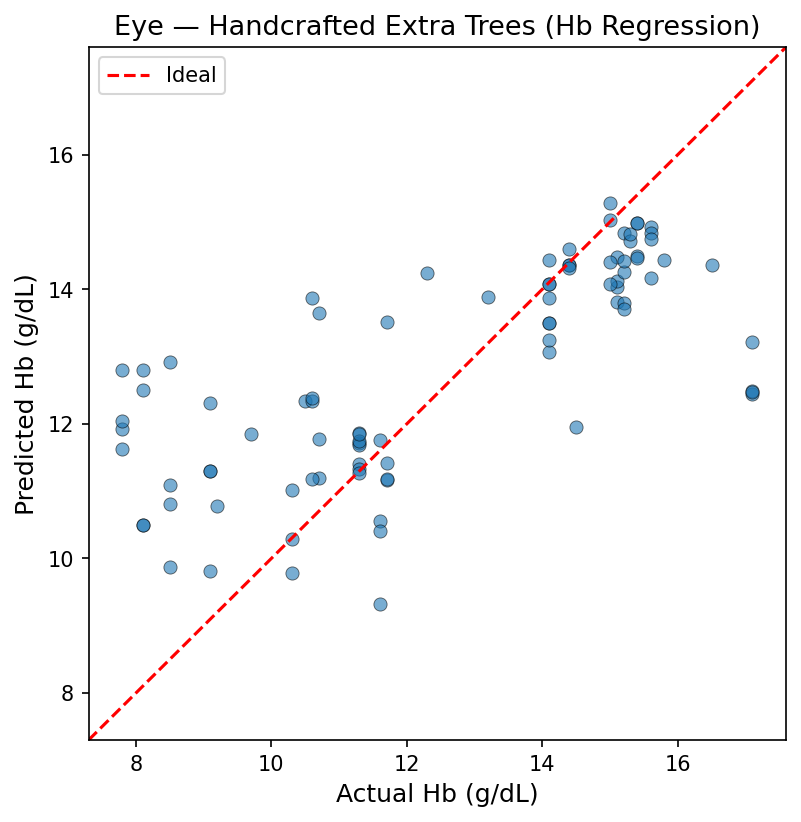 Eye — Handcrafted Extra Trees (Hb Regression)
Ideal
Predicted Hb (g/dL)
16
14
12
10
8
8 10 12 14 16
Actual Hb (g/dL)